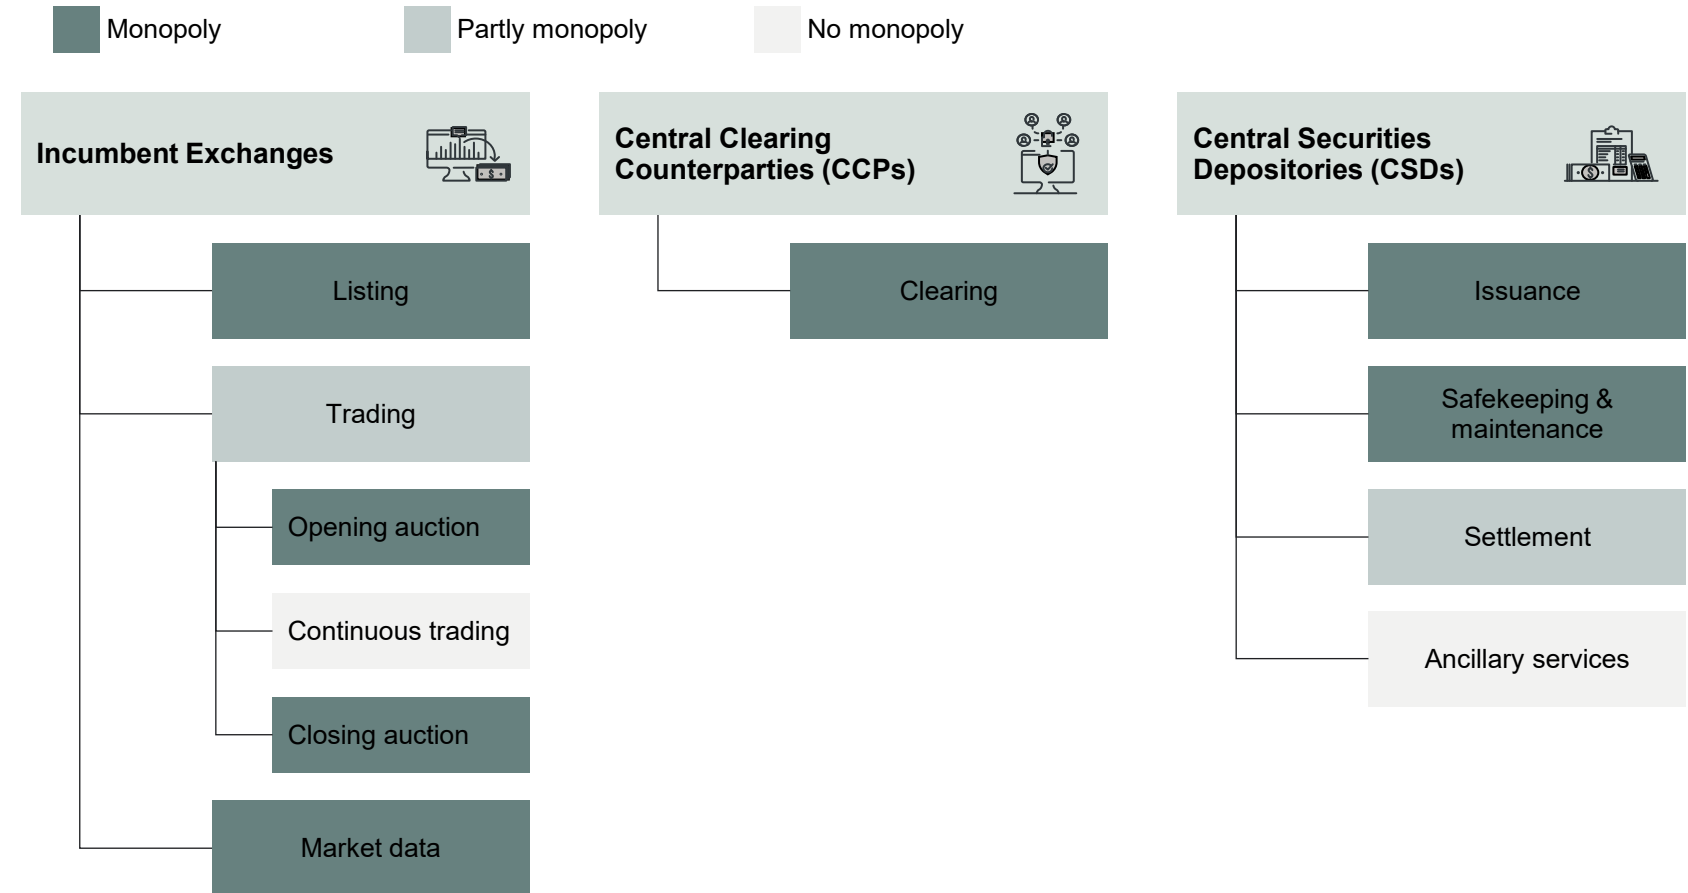 Monopoly
Partly monopoly
No monopoly
Incumbent Exchanges
Listing
Trading
Opening auction
Continuous trading
Closing auction
Market data
Central Clearing
Counterparties (CCPs)
Clearing
Central Securities
Depositories (CSDs)
Issuance
Safekeeping &
maintenance
Settlement
Ancillary services